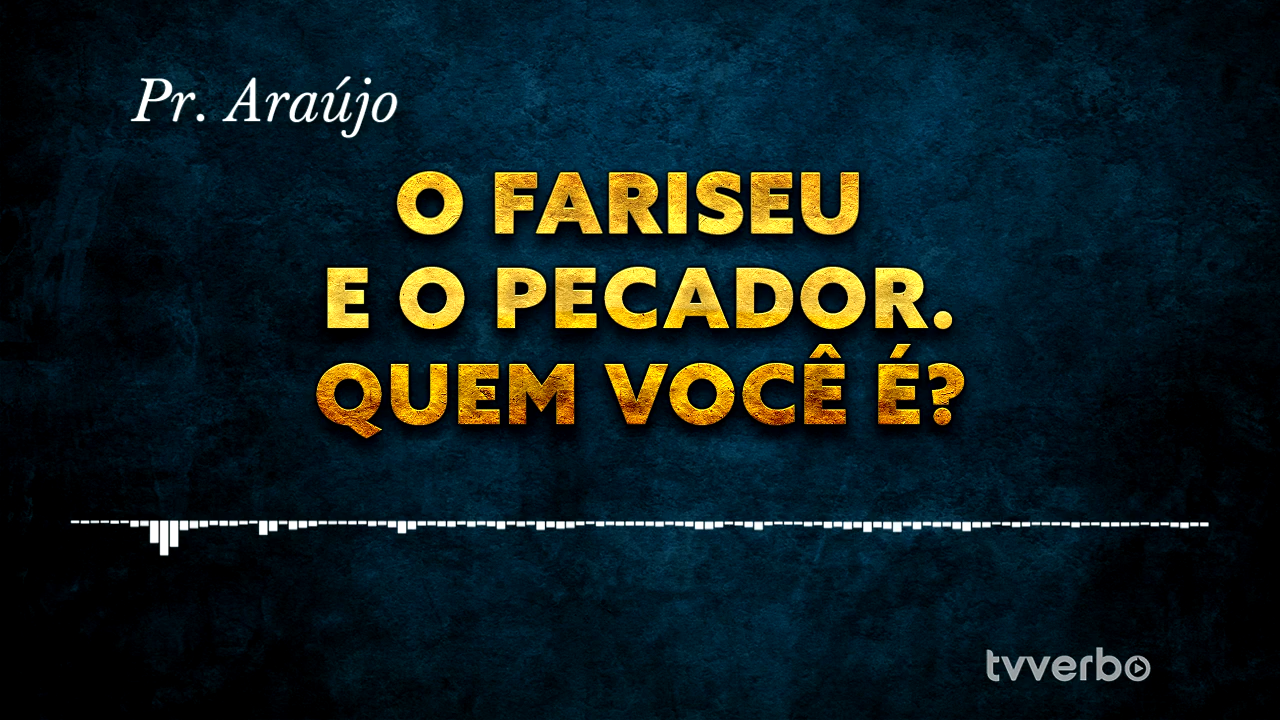 Pr. Araújo
O FARISEU
E O PECADOR.
QUEM VOCÊ É?
tvverbo